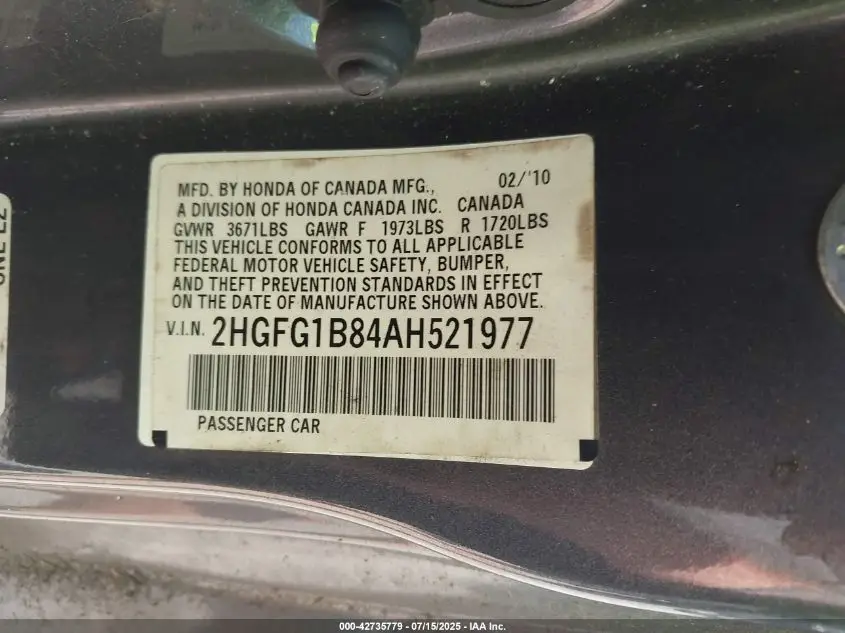 MFD. BY HONDA OF CANADA MFG., 02/'10
A DIVISION OF HONDA CANADA INC. CANADA
GVWR 3671LBS GAWR F 1973LBS R 1720LBS
THIS VEHICLE CONFORMS TO ALL APPLICABLE
FEDERAL MOTOR VEHICLE SAFETY, BUMPER,
AND THEFT PREVENTION STANDARDS IN EFFECT
ON THE DATE OF MANUFACTURE SHOWN ABOVE.
V.I.N. 2HGFG1B84AH521977
PASSENGER CAR
000-42735779 - 07/15/2025 - IAA Inc.